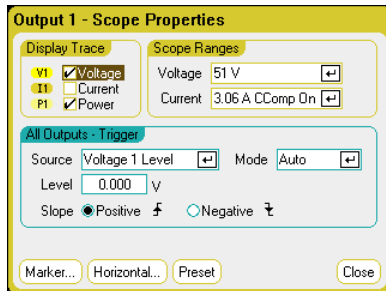 Output 1 - Scope Properties
Display Trace
V1 Voltage
I1 Current
P1 Power
Scope Ranges
Voltage 51 V
Current 3.06 A CComp On
All Outputs - Trigger
Source Voltage 1 Level Mode Auto
Level 0.000 V
Slope Positive Negative
Marker... Horizontal... Preset Close